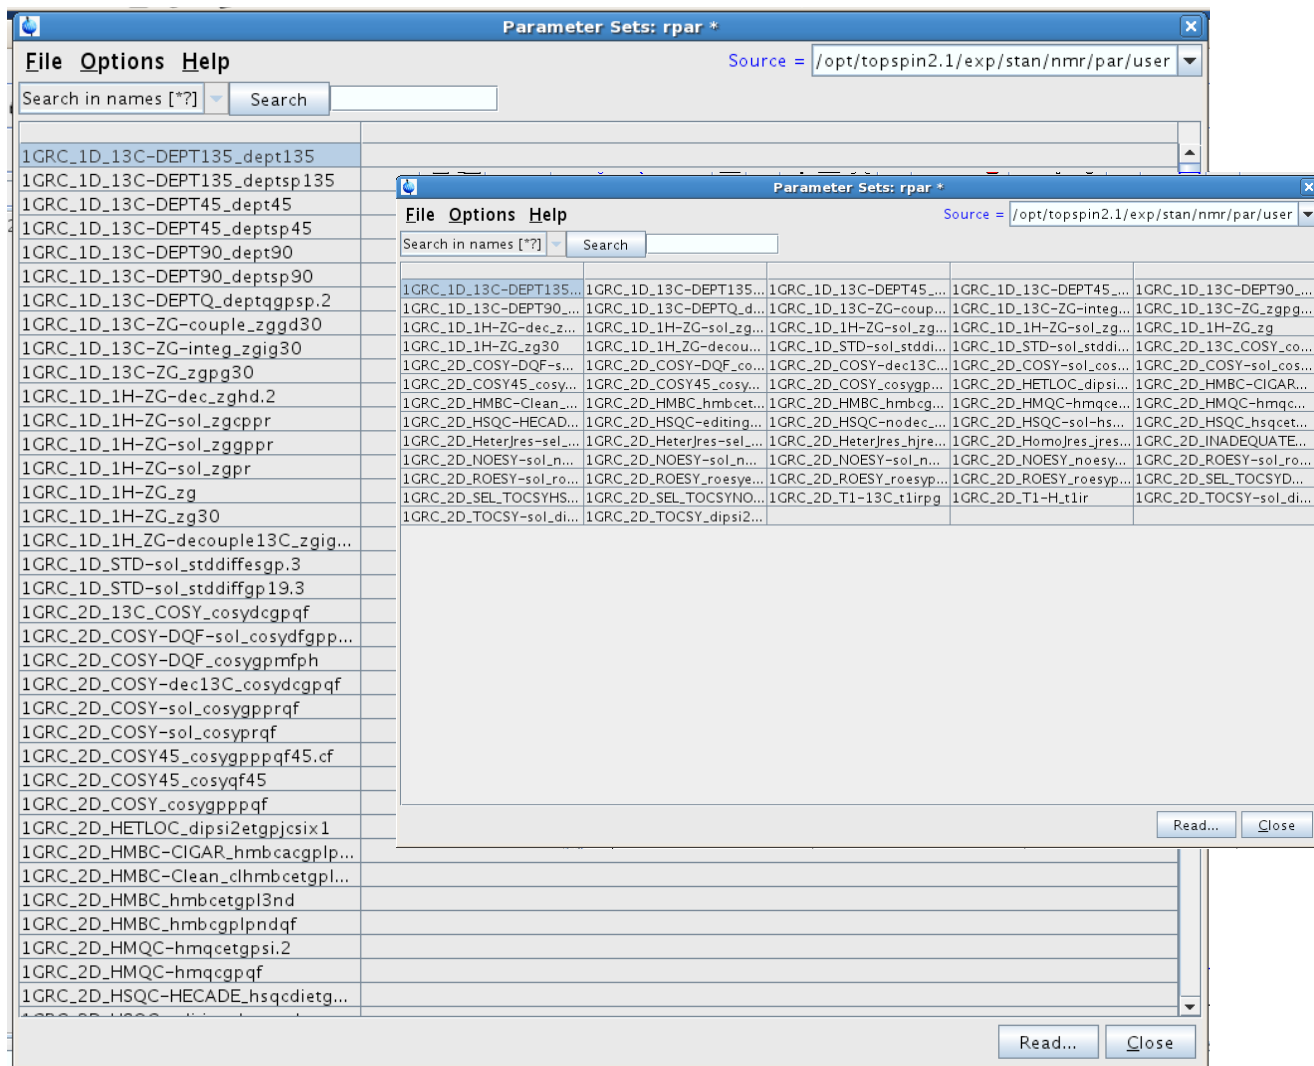 Parameter Sets: rpar *
File Options Help
Source = /opt/topspin2.1/exp/stan/nmr/par/user
Search in names [*?] Search
1GRC_1D_13C-DEPT135_dept135
1GRC_1D_13C-DEPT135_deptsp135
1GRC_1D_13C-DEPT45_dept45
1GRC_1D_13C-DEPT45_deptsp45
1GRC_1D_13C-DEPT90_dept90
1GRC_1D_13C-DEPT90_deptsp90
1GRC_1D_13C-DEPTQ_deptqgpsp.2
1GRC_1D_13C-ZG-couple_zggd30
1GRC_1D_13C-ZG-integ_zgig30
1GRC_1D_13C-ZG_zgpg30
1GRC_1D_1H-ZG-dec_zghd.2
1GRC_1D_1H-ZG-sol_zgcppr
1GRC_1D_1H-ZG-sol_zggppr
1GRC_1D_1H-ZG-sol_zgpr
1GRC_1D_1H-ZG_zg
1GRC_1D_1H-ZG_zg30
1GRC_1D_1H_ZG-decouple13C_zgig...
1GRC_1D_STD-sol_stddiffesgp.3
1GRC_1D_STD-sol_stddiffgp19.3
1GRC_2D_13C_COSY_cosydcgpqf
1GRC_2D_COSY-DQF-sol_cosydfgpp...
1GRC_2D_COSY-DQF_cosygpmfph
1GRC_2D_COSY-dec13C_cosydcgpqf
1GRC_2D_COSY-sol_cosygpprqf
1GRC_2D_COSY-sol_cosyprqf
1GRC_2D_COSY45_cosygpppqf45.cf
1GRC_2D_COSY45_cosyqf45
1GRC_2D_COSY_cosygpppqf
1GRC_2D_HETLOC_dipsi2etgpjcsix1
1GRC_2D_HMBC-CIGAR_hmbcacgplp...
1GRC_2D_HMBC-Clean_clhmbcetgpl...
1GRC_2D_HMBC_hmbcetgpl3nd
1GRC_2D_HMBC_hmbcgplpndqf
1GRC_2D_HMQC-hmqcetgpsi.2
1GRC_2D_HMQC-hmqcgpqf
1GRC_2D_HSQC-HECADE_hsqcdietg...
Read... Close
Parameter Sets: rpar *
File Options Help
Source = /opt/topspin2.1/exp/stan/nmr/par/user
Search in names [*?] Search
1GRC_1D_13C-DEPT135... 1GRC_1D_13C-DEPT135... 1GRC_1D_13C-DEPT45_... 1GRC_1D_13C-DEPT45_... 1GRC_1D_13C-DEPT90_...
1GRC_1D_13C-DEPT90_... 1GRC_1D_13C-DEPTQ_d... 1GRC_1D_13C-ZG-coup... 1GRC_1D_13C-ZG-integ... 1GRC_1D_13C-ZG_zgpg...
1GRC_1D_1H-ZG-dec_z... 1GRC_1D_1H-ZG-sol_zg... 1GRC_1D_1H-ZG-sol_zg... 1GRC_1D_1H-ZG-sol_zg... 1GRC_1D_1H-ZG_zg
1GRC_1D_1H-ZG_zg30 1GRC_1D_1H_ZG-decou... 1GRC_1D_STD-sol_stddi... 1GRC_1D_STD-sol_stddi... 1GRC_2D_13C_COSY_co...
1GRC_2D_COSY-DQF-s... 1GRC_2D_COSY-DQF_co... 1GRC_2D_COSY-dec13C... 1GRC_2D_COSY-sol_cos... 1GRC_2D_COSY-sol_cos...
1GRC_2D_COSY45_cosy... 1GRC_2D_COSY45_cosy... 1GRC_2D_COSY_cosygp... 1GRC_2D_HETLOC_dipsi... 1GRC_2D_HMBC-CIGAR...
1GRC_2D_HMBC-Clean_... 1GRC_2D_HMBC_hmbcet... 1GRC_2D_HMBC_hmbcg... 1GRC_2D_HMQC-hmqce... 1GRC_2D_HMQC-hmqc...
1GRC_2D_HSQC-HECAD... 1GRC_2D_HSQC-editing... 1GRC_2D_HSQC-nodec_... 1GRC_2D_HSQC-sol-hs... 1GRC_2D_HSQC_hsqcet...
1GRC_2D_HeterJres-sel_... 1GRC_2D_HeterJres-sel_... 1GRC_2D_HeterJres_hjre... 1GRC_2D_HomoJres_jres... 1GRC_2D_INADEQUATE...
1GRC_2D_NOESY-sol_n... 1GRC_2D_NOESY-sol_n... 1GRC_2D_NOESY-sol_n... 1GRC_2D_NOESY_noesy... 1GRC_2D_ROESY-sol_ro...
1GRC_2D_ROESY-sol_ro... 1GRC_2D_ROESY_roesye... 1GRC_2D_ROESY_roesyp... 1GRC_2D_ROESY_roesyp... 1GRC_2D_SEL_TOCSYD...
1GRC_2D_SEL_TOCSYHS... 1GRC_2D_SEL_TOCSYNO... 1GRC_2D_T1-13C_t1irpg 1GRC_2D_T1-H_t1ir 1GRC_2D_TOCSY-sol_di...
1GRC_2D_TOCSY-sol_di... 1GRC_2D_TOCSY_dipsi2...
Read... Close